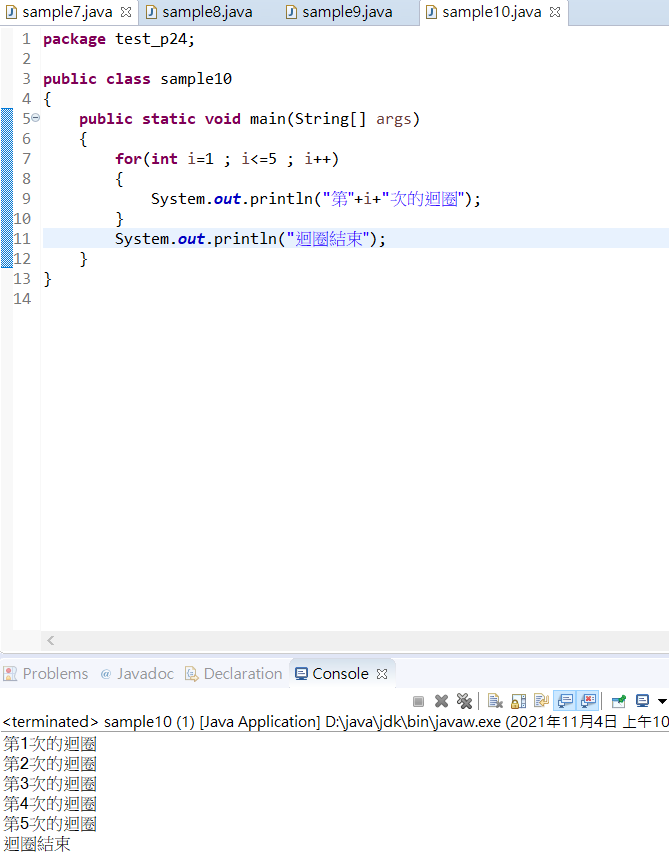 sample7.java sample8.java sample9.java sample10.java
1 package test_p24;
2
3 public class sample10
4 {
5 public static void main(String[] args)
6 {
7 for(int i=1 ; i<=5 ; i++)
8 {
9 System.out.println("第"+i+"次的迴圈");
10 }
11 System.out.println("迴圈結束");
12 }
13 }
14
Problems @ Javadoc Declaration Console
<terminated> sample10 (1) [Java Application] D:\java\jdk\bin\javaw.exe (2021年11月4日 上午10
第1次的迴圈
第2次的迴圈
第3次的迴圈
第4次的迴圈
第5次的迴圈
迴圈結束